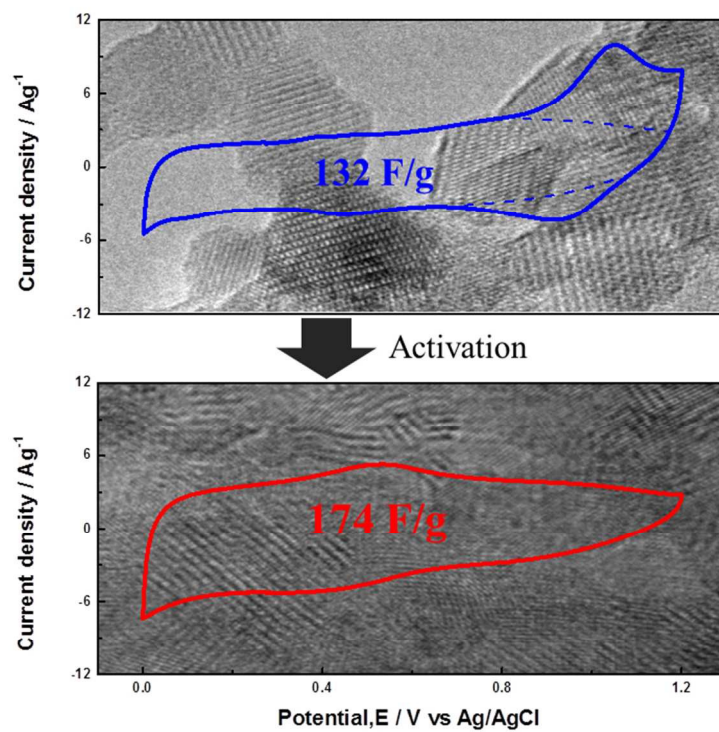 12
6
0
-6
-12
Current density / Ag⁻¹
132 F/g
Activation
12
6
0
-6
-12
Current density / Ag⁻¹
174 F/g
0.0 0.4 0.8 1.2
Potential,E / V vs Ag/AgCl